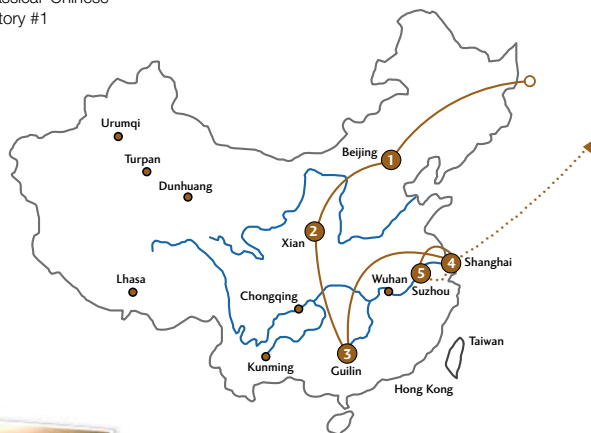 tory #1
Urumqi
Turpan
Dunhuang
Beijing
1
2
Xian
Lhasa
Chongqing
Wuhan
5
4
Shanghai
Suzhou
Kunming
3
Guilin
Taiwan
Hong Kong